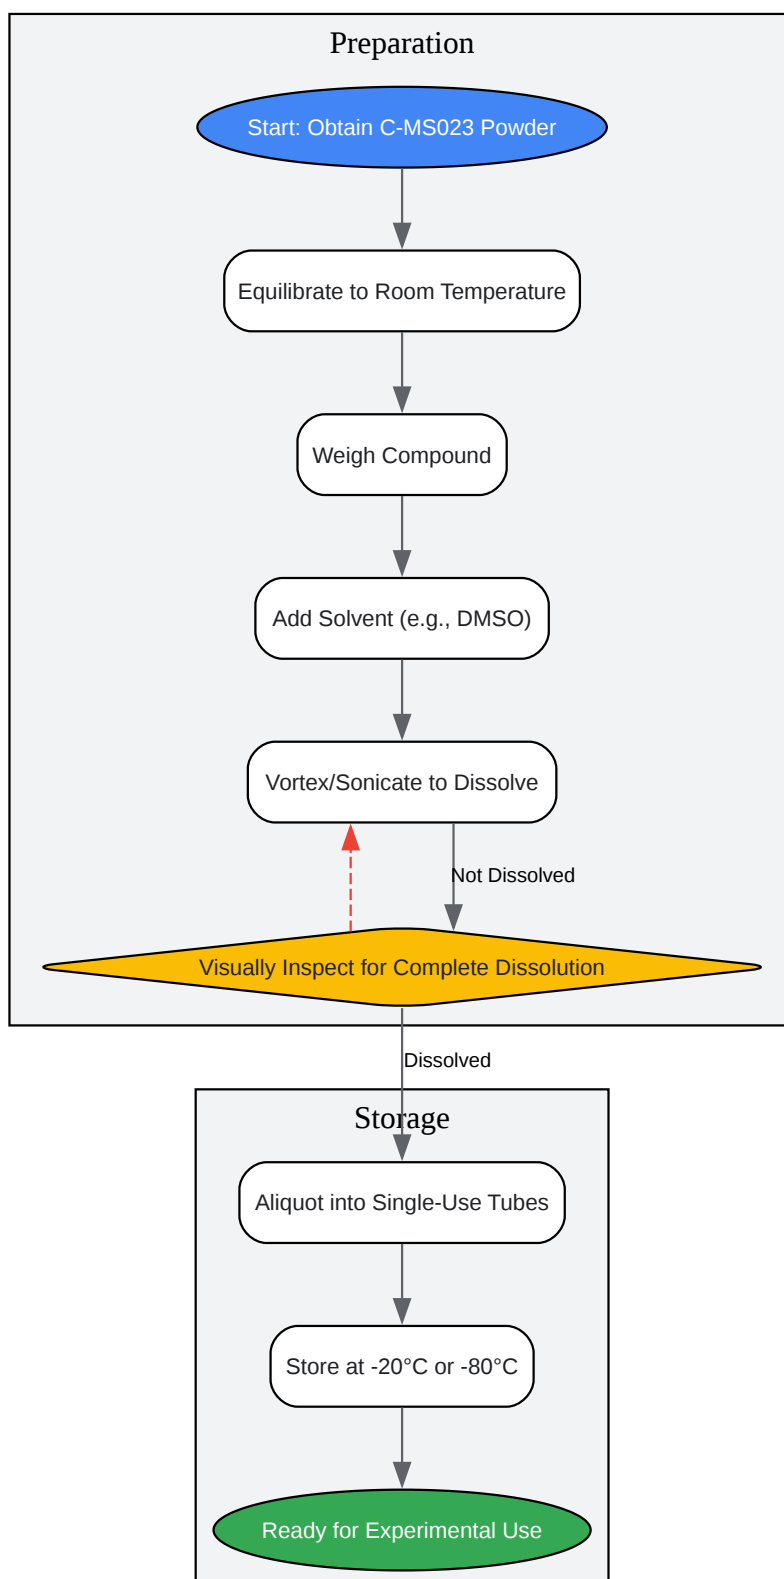 Preparation
Start: Obtain C-MS023 Powder
Equilibrate to Room Temperature
Weigh Compound
Add Solvent (e.g., DMSO)
Vortex/Sonicate to Dissolve
Not Dissolved
Visually Inspect for Complete Dissolution
Dissolved
Storage
Aliquot into Single-Use Tubes
Store at -20°C or -80°C
Ready for Experimental Use